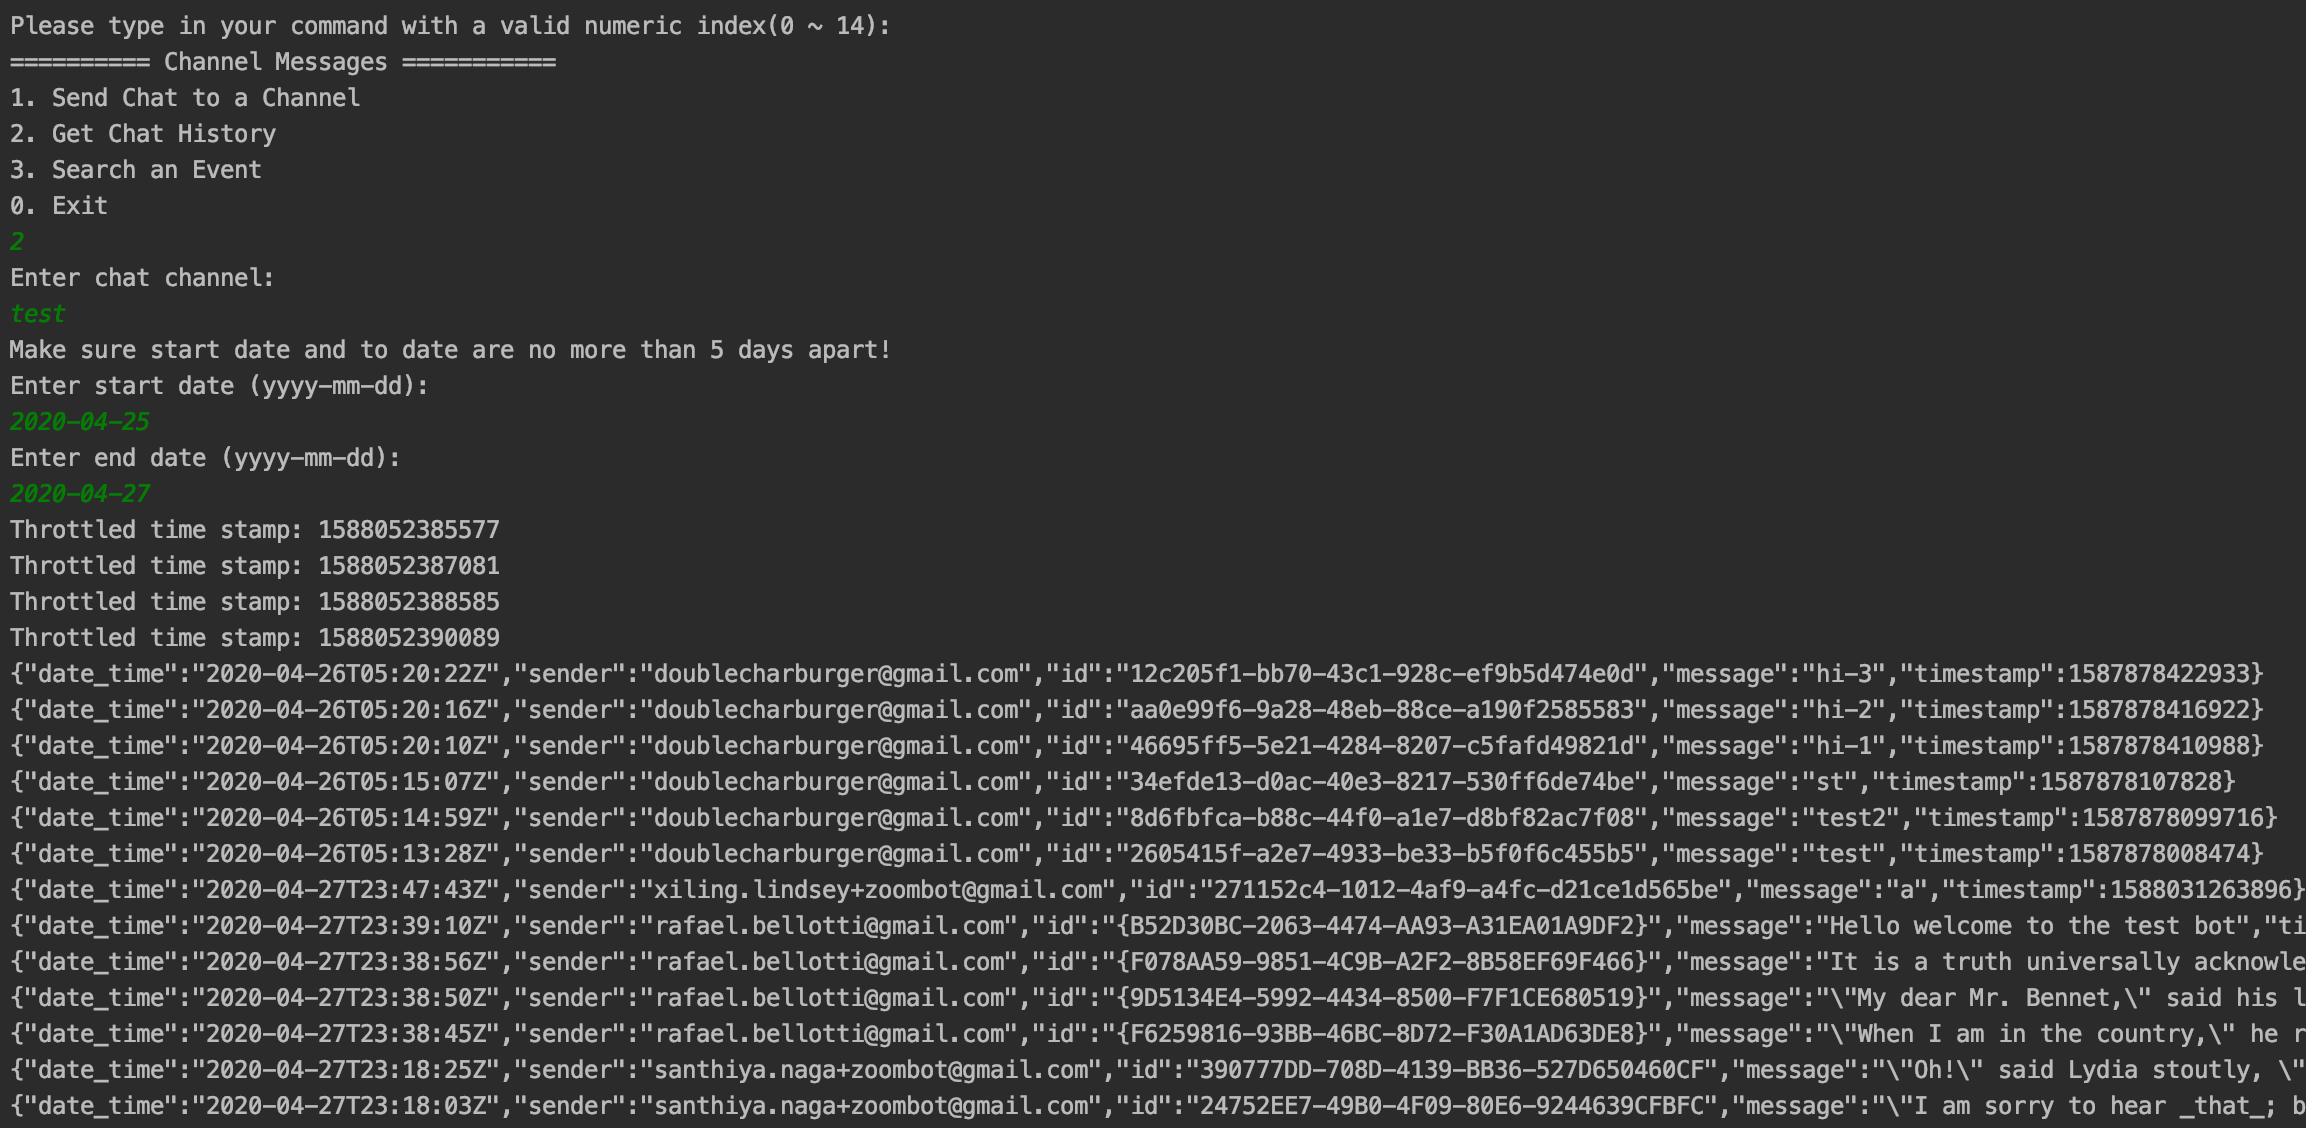 Please type in your command with a valid numeric index(0 ~ 14):
========== Channel Messages ===========
1. Send Chat to a Channel
2. Get Chat History
3. Search an Event
0. Exit
2
Enter chat channel:
test
Make sure start date and to date are no more than 5 days apart!
Enter start date (yyyy-mm-dd):
2020-04-25
Enter end date (yyyy-mm-dd):
2020-04-27
Throttled time stamp: 1588052385577
Throttled time stamp: 1588052387081
Throttled time stamp: 1588052388585
Throttled time stamp: 1588052390089
{"date_time":"2020-04-26T05:20:22Z","sender":"doublecharburger@gmail.com","id":"12c205f1-bb70-43c1-928c-ef9b5d474e0d","message":"hi-3","timestamp":1587878422933}
{"date_time":"2020-04-26T05:20:16Z","sender":"doublecharburger@gmail.com","id":"aa0e99f6-9a28-48eb-88ce-a190f2585583","message":"hi-2","timestamp":1587878416922}
{"date_time":"2020-04-26T05:20:10Z","sender":"doublecharburger@gmail.com","id":"46695ff5-5e21-4284-8207-c5fafd49821d","message":"hi-1","timestamp":1587878410988}
{"date_time":"2020-04-26T05:15:07Z","sender":"doublecharburger@gmail.com","id":"34efde13-d0ac-40e3-8217-530ff6de74be","message":"st","timestamp":1587878107828}
{"date_time":"2020-04-26T05:14:59Z","sender":"doublecharburger@gmail.com","id":"8d6fbfca-b88c-44f0-a1e7-d8bf82ac7f08","message":"test2","timestamp":1587878099716}
{"date_time":"2020-04-26T05:13:28Z","sender":"doublecharburger@gmail.com","id":"2605415f-a2e7-4933-be33-b5f0f6c455b5","message":"test","timestamp":1587878008474}
{"date_time":"2020-04-27T23:47:43Z","sender":"xiling.lindsey+zoombot@gmail.com","id":"271152c4-1012-4af9-a4fc-d21ce1d565be","message":"a","timestamp":1588031263896}
{"date_time":"2020-04-27T23:39:10Z","sender":"rafael.bellotti@gmail.com","id":"{B52D30BC-2063-4474-AA93-A31EA01A9DF2}","message":"Hello welcome to the test bot","ti
{"date_time":"2020-04-27T23:38:56Z","sender":"rafael.bellotti@gmail.com","id":"{F078AA59-9851-4C9B-A2F2-8B58EF69F466}","message":"It is a truth universally acknowle
{"date_time":"2020-04-27T23:38:50Z","sender":"rafael.bellotti@gmail.com","id":"{9D5134E4-5992-4434-8500-F7F1CE680519}","message":"\"My dear Mr. Bennet,\" said his l
{"date_time":"2020-04-27T23:38:45Z","sender":"rafael.bellotti@gmail.com","id":"{F6259816-93BB-46BC-8D72-F30A1AD63DE8}","message":"\"When I am in the country,\" he r
{"date_time":"2020-04-27T23:18:25Z","sender":"santhiya.naga+zoombot@gmail.com","id":"390777DD-708D-4139-BB36-527D650460CF","message":"\"Oh!\" said Lydia stoutly, \"
{"date_time":"2020-04-27T23:18:03Z","sender":"santhiya.naga+zoombot@gmail.com","id":"24752EE7-49B0-4F09-80E6-9244639CFBFC","message":"\"I am sorry to hear _that_; b